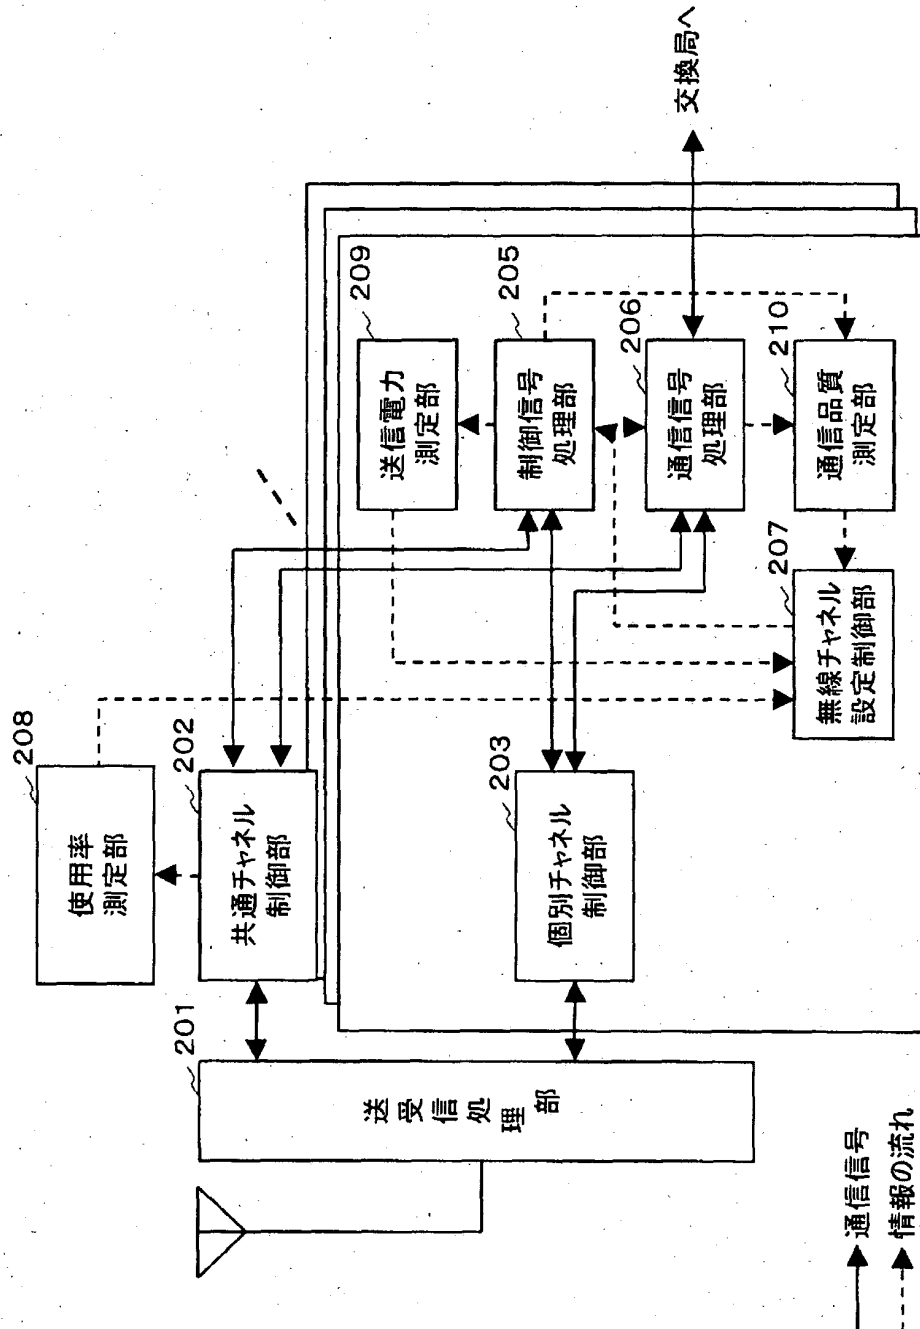 208
使用率
測定部
202
共通チャネル
制御部
201
送受信処理部
203
個別チャネル
制御部
209
送信電力
測定部
205
制御信号
処理部
206
通信信号
処理部
210
通信品質
測定部
207
無線チャネル
設定制御部
交換局へ
通信信号
情報の流れ